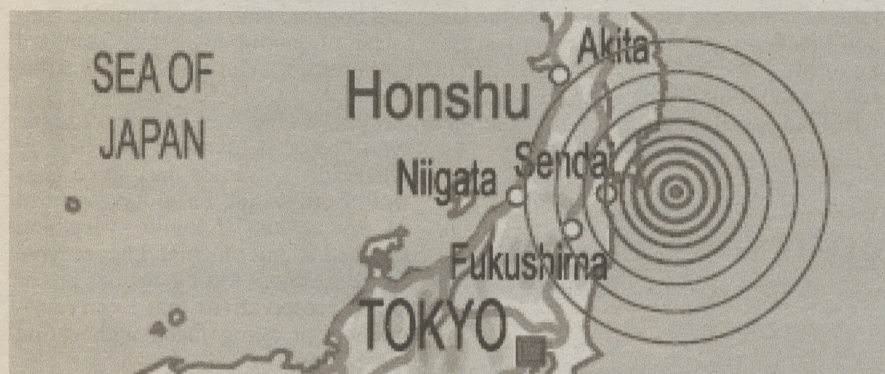 Akita
SEA OF
JAPAN
Honshu
Sendai
Niigata
Fukushima
TOKYO